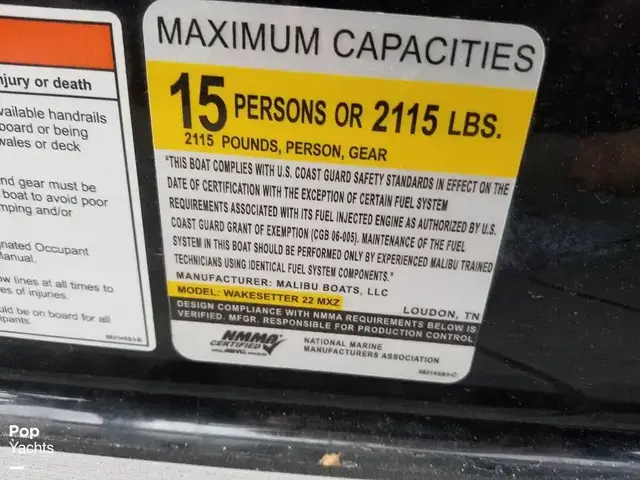 njury or death
vailable handrails
board or being
wales or deck
nd gear must be
boat to avoid poor
mping and/or
gnated Occupant
Manual.
ow lines at all times to
es of injuries.
uld be on board for all
ipants.
MAXIMUM CAPACITIES
15 PERSONS OR 2115 LBS.
2115 POUNDS, PERSON, GEAR
"THIS BOAT COMPLIES WITH U.S. COAST GUARD SAFETY STANDARDS IN EFFECT ON THE
DATE OF CERTIFICATION WITH THE EXCEPTION OF CERTAIN FUEL SYSTEM
REQUIREMENTS ASSOCIATED WITH ITS FUEL INJECTED ENGINE AS AUTHORIZED BY U.S.
COAST GUARD GRANT OF EXEMPTION (CGB 06-005). MAINTENANCE OF THE FUEL
SYSTEM IN THIS BOAT SHOULD BE PERFORMED ONLY BY EXPERIENCED MALIBU TRAINED
TECHNICIANS USING IDENTICAL FUEL SYSTEM COMPONENTS."
MANUFACTURER: MALIBU BOATS, LLC
LOUDON, TN
MODEL: WAKESETTER 22 MXZ
DESIGN COMPLIANCE WITH NMMA REQUIREMENTS BELOW IS
VERIFIED. MFGR. RESPONSIBLE FOR PRODUCTION CONTROL
NMMA
CERTIFIED
NATIONAL MARINE
MANUFACTURERS ASSOCIATION
Pop
Yachts